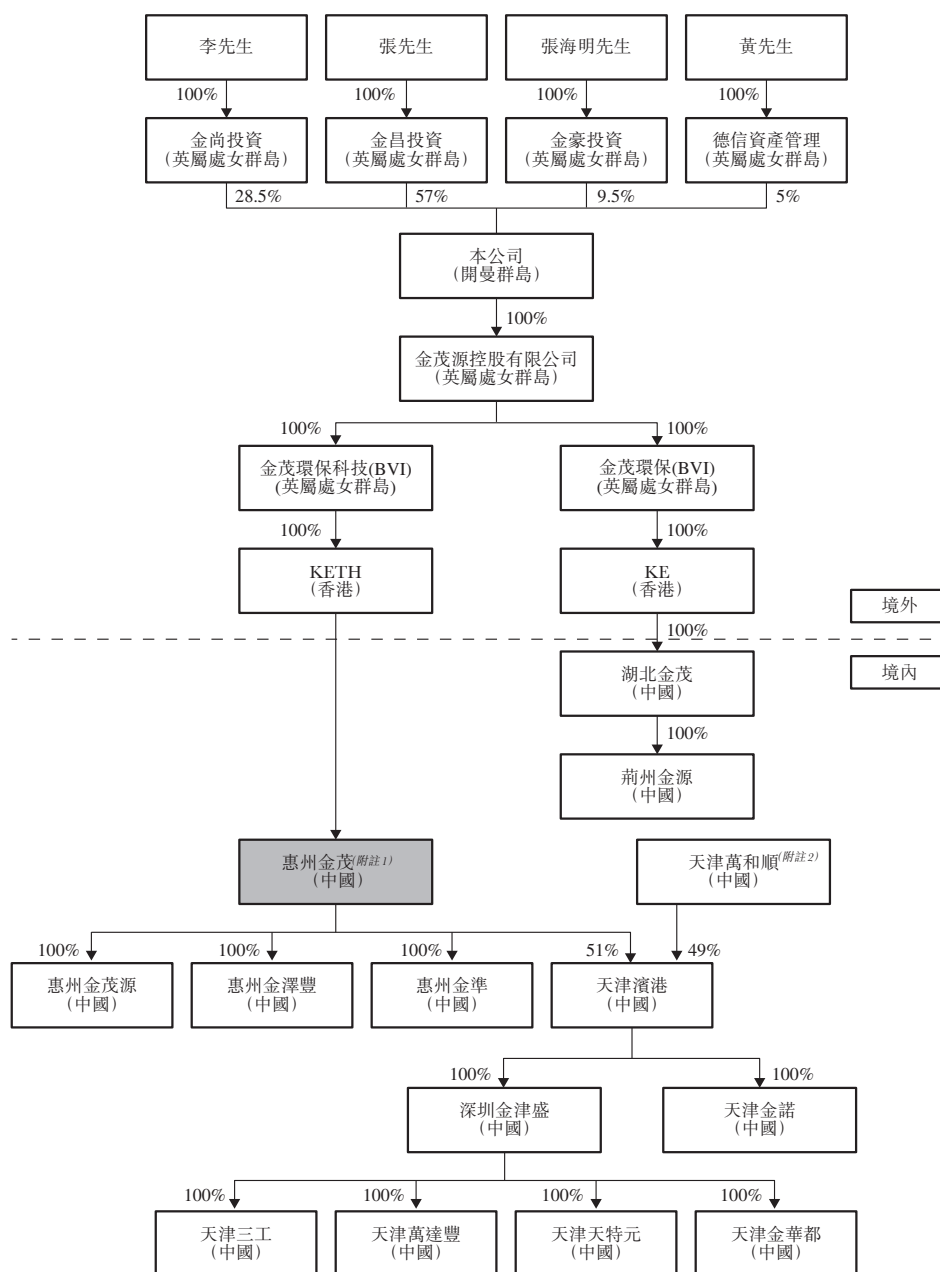 李先生
張先生
張海明先生
黃先生
100%
100%
100%
100%
金尚投資
(英屬處女群島)
金昌投資
(英屬處女群島)
金豪投資
(英屬處女群島)
德信資產管理
(英屬處女群島)
28.5%
57%
9.5%
5%
本公司
(開曼群島)
100%
金茂源控股有限公司
(英屬處女群島)
100%
100%
金茂環保科技(BVI)
(英屬處女群島)
金茂環保(BVI)
(英屬處女群島)
100%
100%
KETH
(香港)
KE
(香港)
境外
100%
境內
湖北金茂
(中國)
100%
荊州金源
(中國)
惠州金茂(附註1)
(中國)
天津萬和順(附註2)
(中國)
100%
100%
100%
51%
49%
惠州金茂源
(中國)
惠州金澤豐
(中國)
惠州金準
(中國)
天津濱港
(中國)
100%
100%
深圳金津盛
(中國)
天津金諾
(中國)
100%
100%
100%
100%
天津三工
(中國)
天津萬達豐
(中國)
天津天特元
(中國)
天津金華都
(中國)